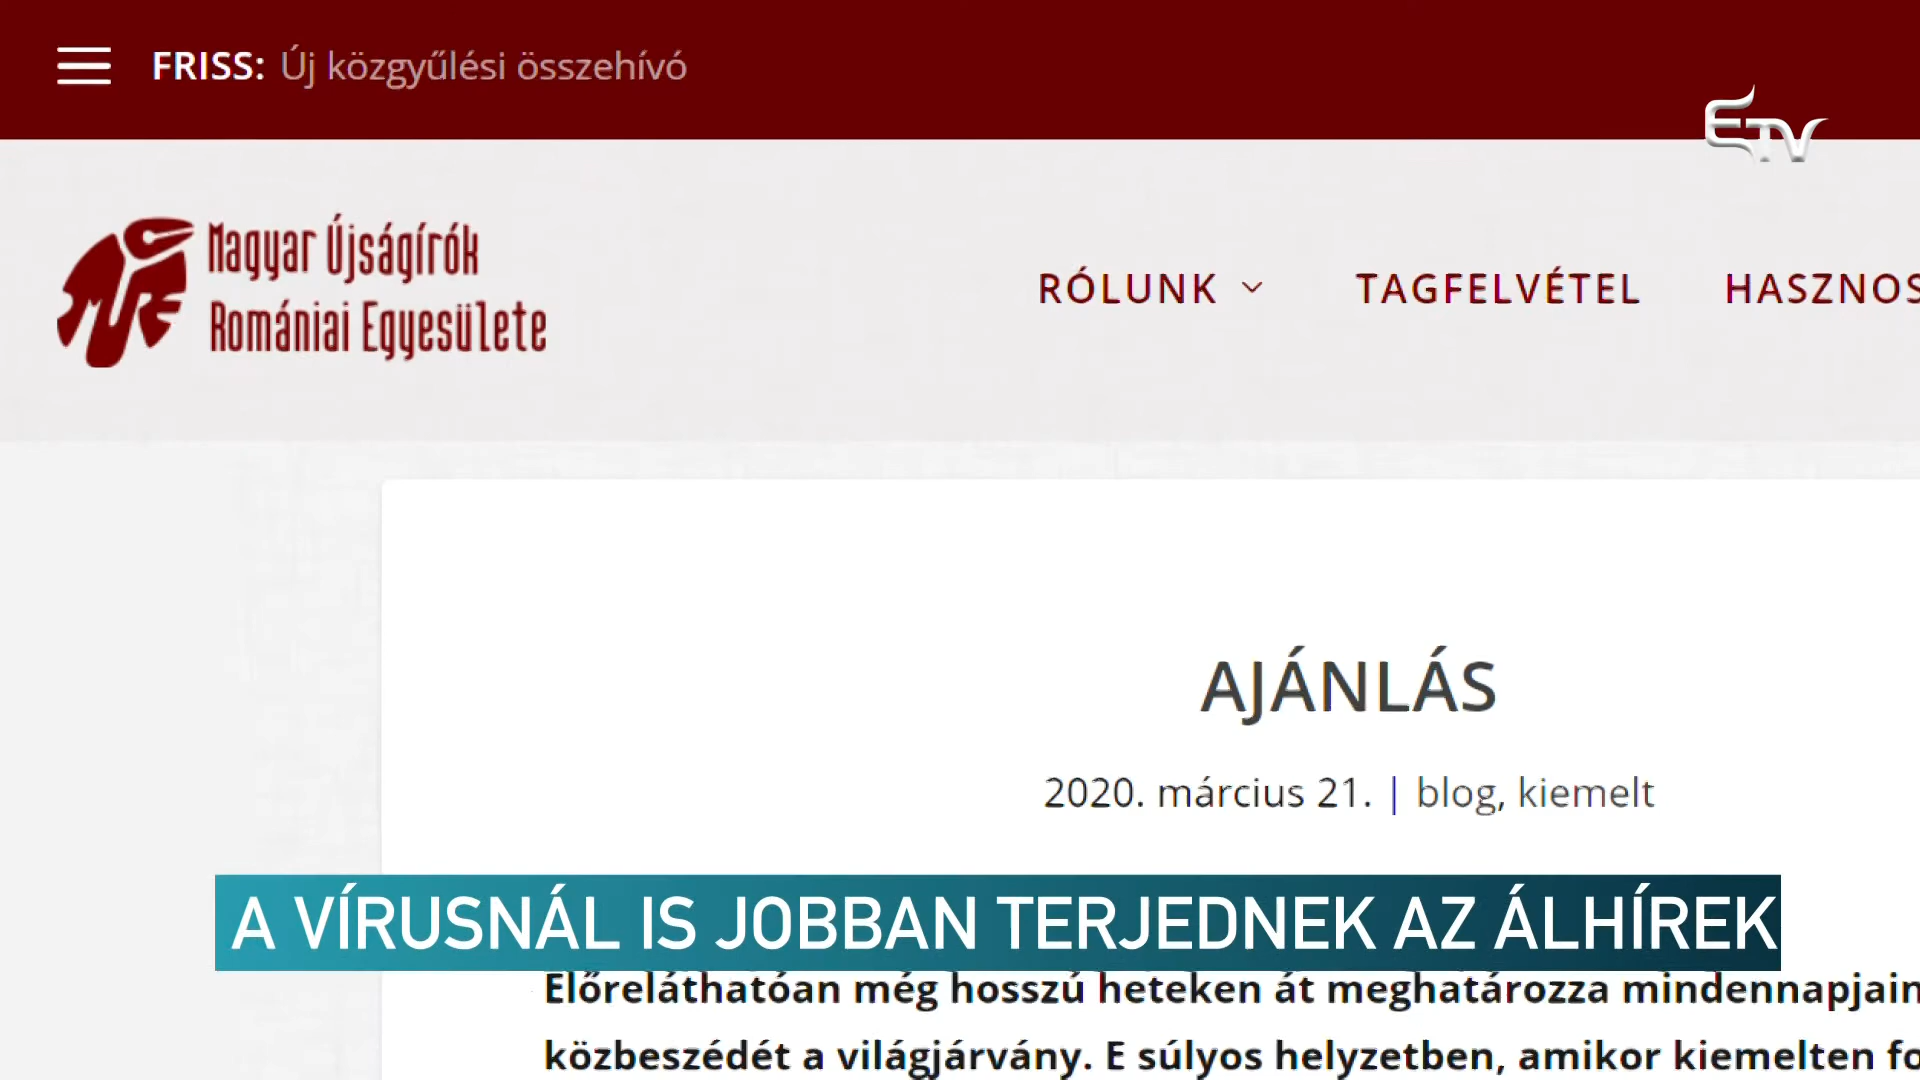 FRISS: Új közgyűlési összehívó
ETV
Magyar Újságírók
Romániai Egyesülete
MÚRE
RÓLUNK TAGFELVÉTEL HASZNOS
AJÁNLÁS
2020. március 21. | blog, kiemelt
A VÍRUSNÁL IS JOBBAN TERJEDNEK AZ ÁLHÍREK
Előreláthatóan még hosszú heteken át meghatározza mindennapjain
közbeszédét a világjárvány. E súlyos helyzetben, amikor kiemelten fo